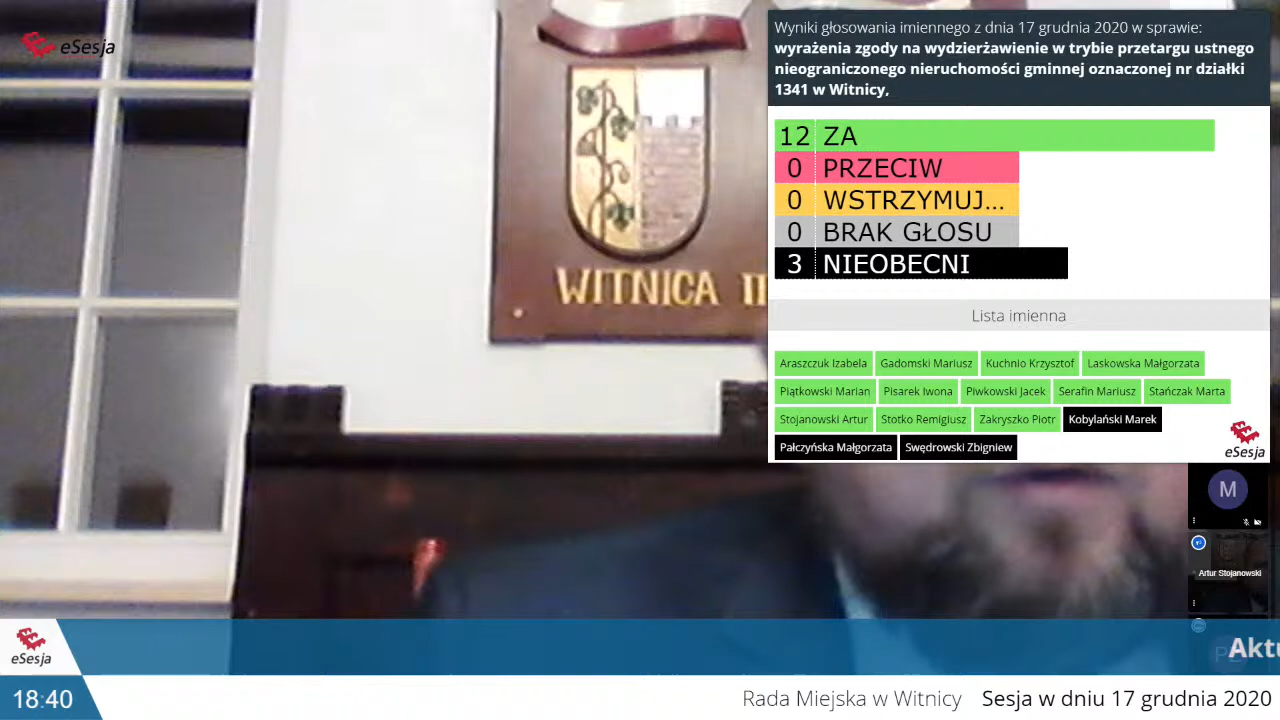 eSesja
Wyniki głosowania imiennego z dnia 17 grudnia 2020 w sprawie:
wyrażenia zgody na wydzierżawienie w trybie przetargu ustnego
nieograniczonego nieruchomości gminnej oznaczonej nr działki
1341 w Witnicy,
12 ZA
0 PRZECIW
0 WSTRZYMUJ...
0 BRAK GŁOSU
3 NIEOBECNI
WITNICA
Lista imienna
Araszczuk Izabela Gadomski Mariusz Kuchnio Krzysztof Laskowska Małgorzata
Piątkowski Marian Pisarek Iwona Piwkowski Jacek Serafin Mariusz Stańczak Marta
Stojanowski Artur Stotko Remigiusz Zakryszko Piotr Kobylański Marek
Pałczyńska Małgorzata Swędrowski Zbigniew
eSesja
M
Artur Stojanowski
eSesja
18:40
Rada Miejska w Witnicy Sesja w dniu 17 grudnia 2020